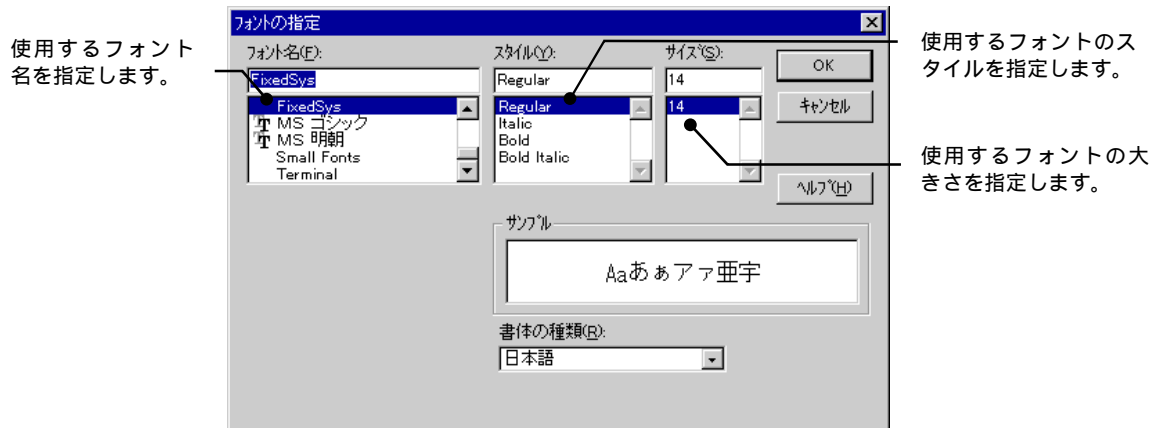 フォントの指定
使用するフォント
名を指定します。
フォント名(F):
FixedSys
FixedSys
MS ゴシック
MS 明朝
Small Fonts
Terminal
スタイル(Y):
Regular
Regular
Italic
Bold
Bold Italic
サイズ(S):
14
14
OK
キャンセル
ヘルプ(H)
使用するフォントのス
タイルを指定します。
使用するフォントの大
きさを指定します。
サンプル
Aaあぁアァ亜宇
書体の種類(R):
日本語